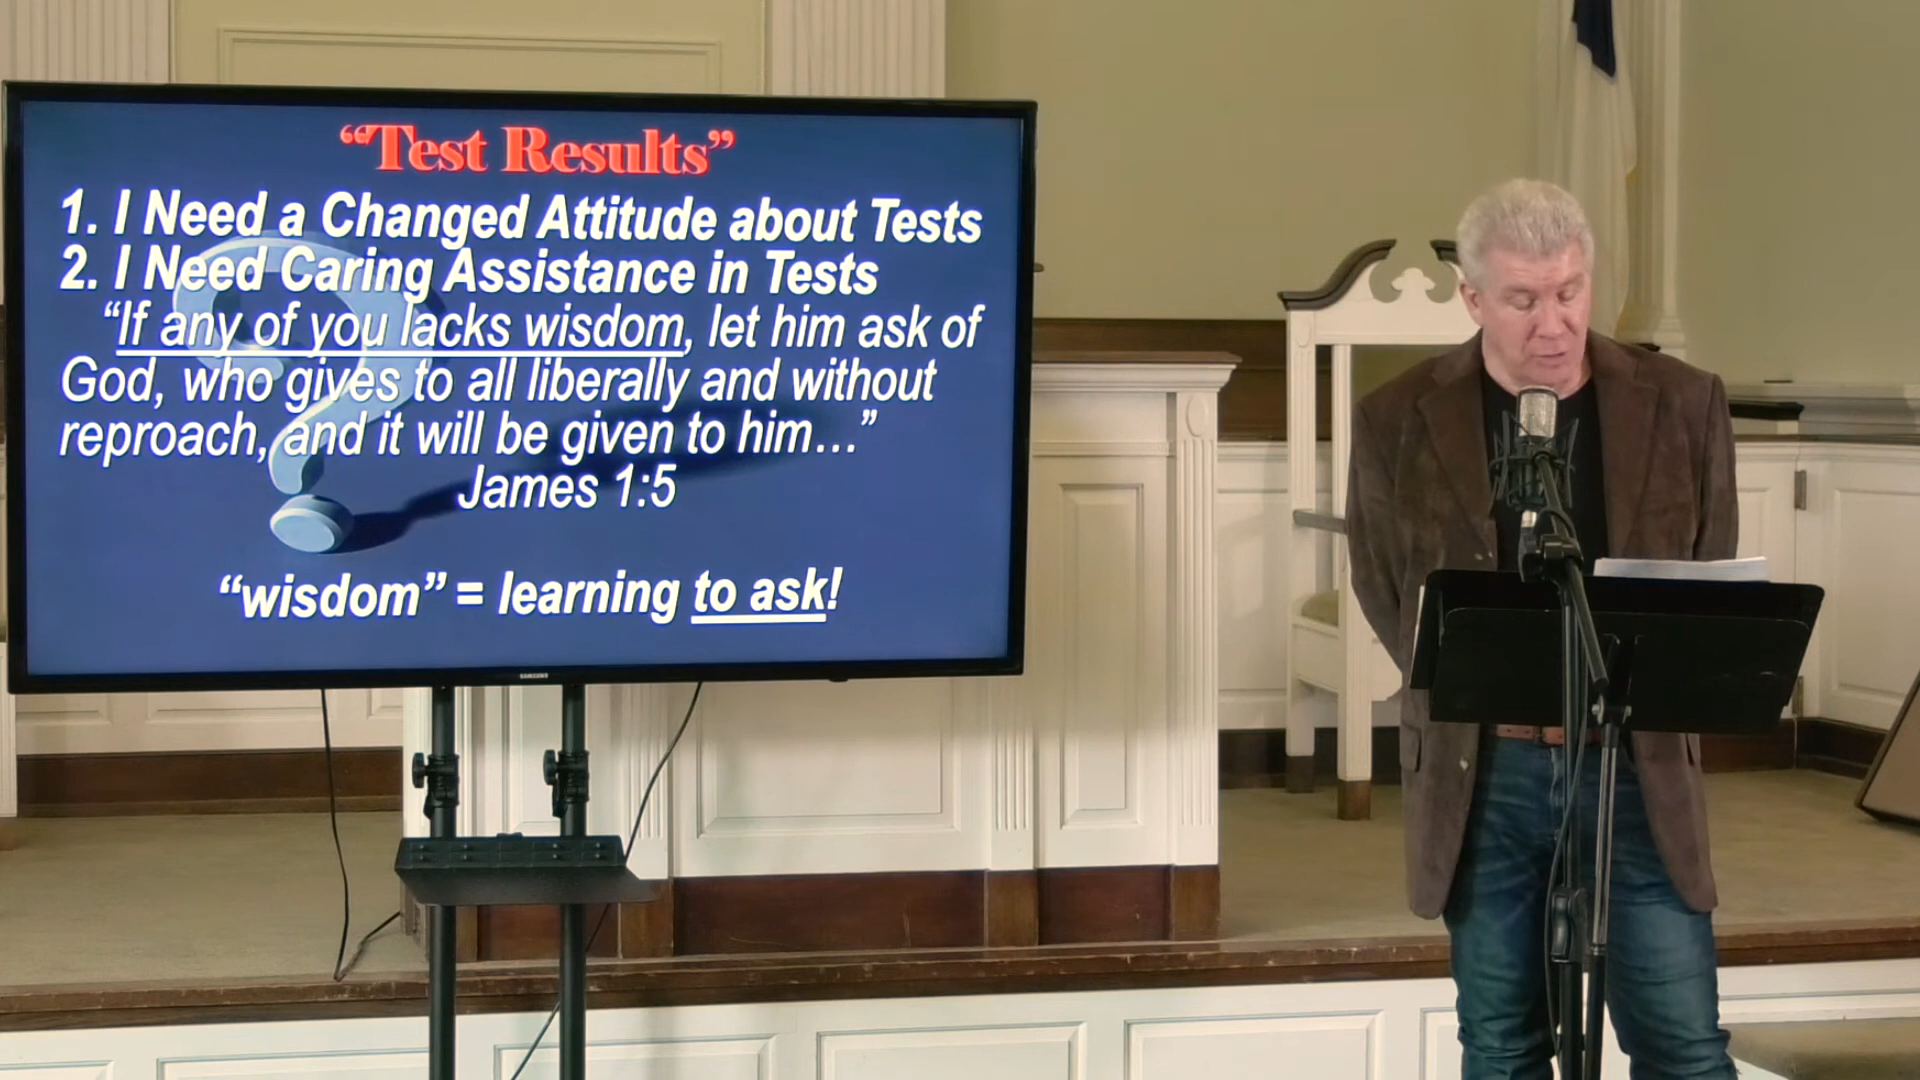 “Test Results”
1. I Need a Changed Attitude about Tests
2. I Need Caring Assistance in Tests
“If any of you lacks wisdom, let him ask of
God, who gives to all liberally and without
reproach, and it will be given to him…”
James 1:5
“wisdom” = learning to ask!
SAMSUNG